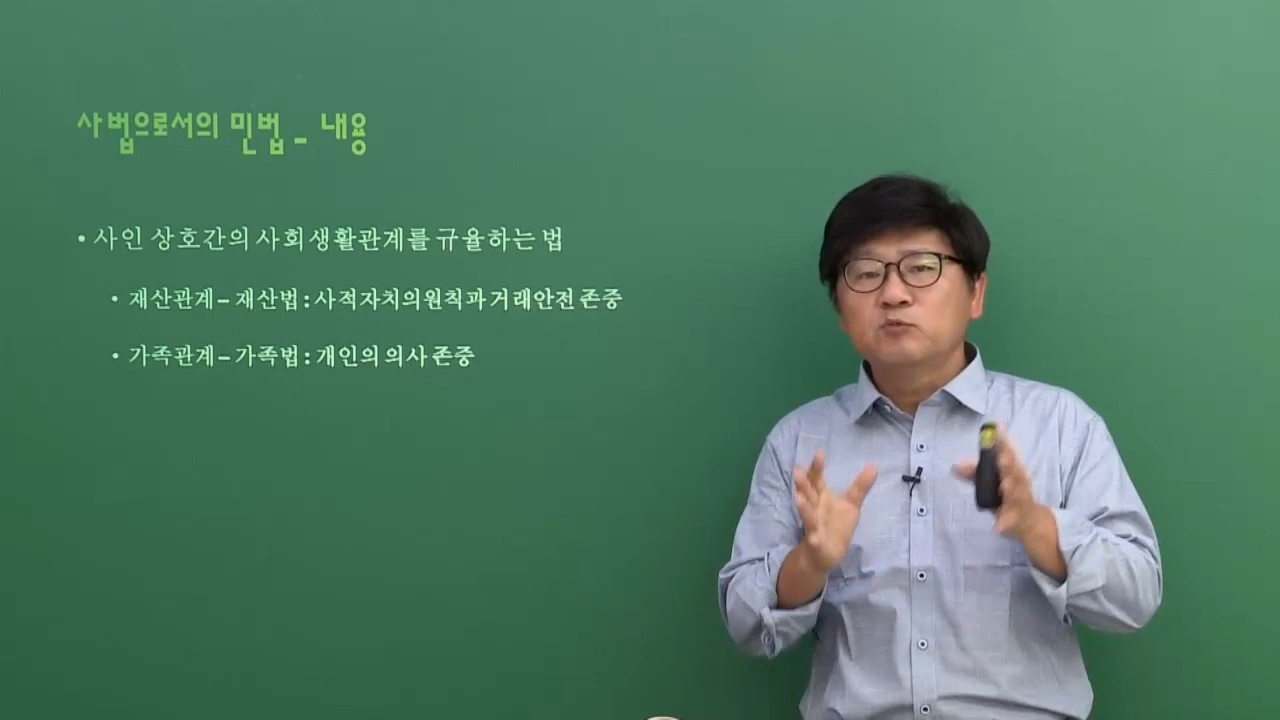 사법으로서의 민법 - 내용
• 사인 상호간의 사회생활관계를 규율하는 법
• 재산관계 – 재산법 : 사적자치의원칙과 거래안전 존중
• 가족관계 – 가족법 : 개인의 의사 존중